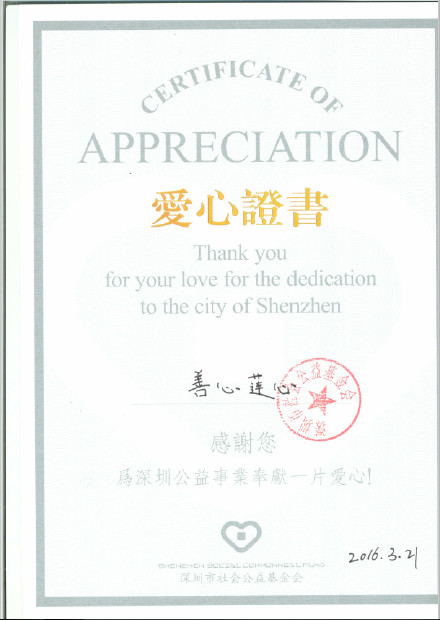 CERTIFICATE OF
APPRECIATION
愛心證書
Thank you
for your love for the dedication
to the city of Shenzhen
善心莲心
深圳市社会公益基金会
感謝您
爲深圳公益事業奉獻一片愛心!
2016.3.21
SHENZHEN SOCIAL COMMONWEAL FUND
深圳市社会公益基金会